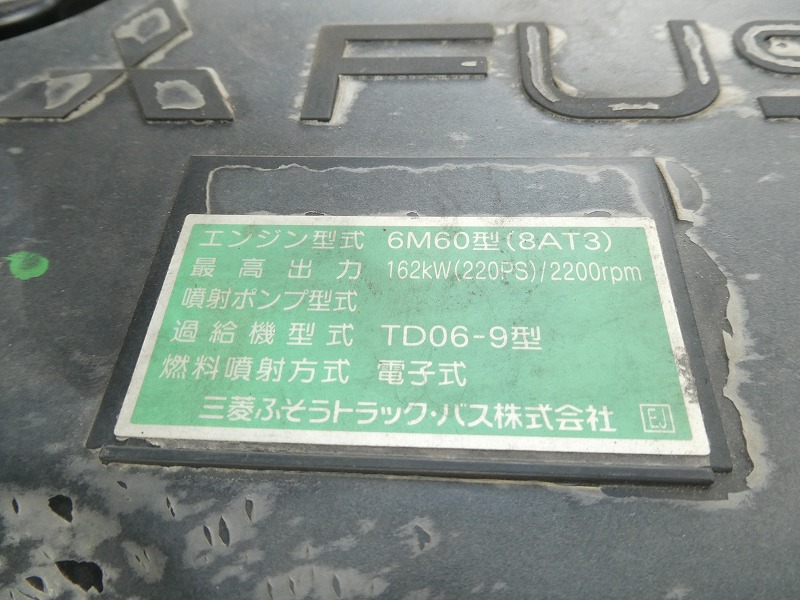 FUS
エンジン型式 6M60型(8AT3)
最高出力 162kW(220PS)/2200rpm
噴射ポンプ型式
過給機型式 TD06-9型
燃料噴射方式 電子式
三菱ふそうトラック・バス株式会社 EJ